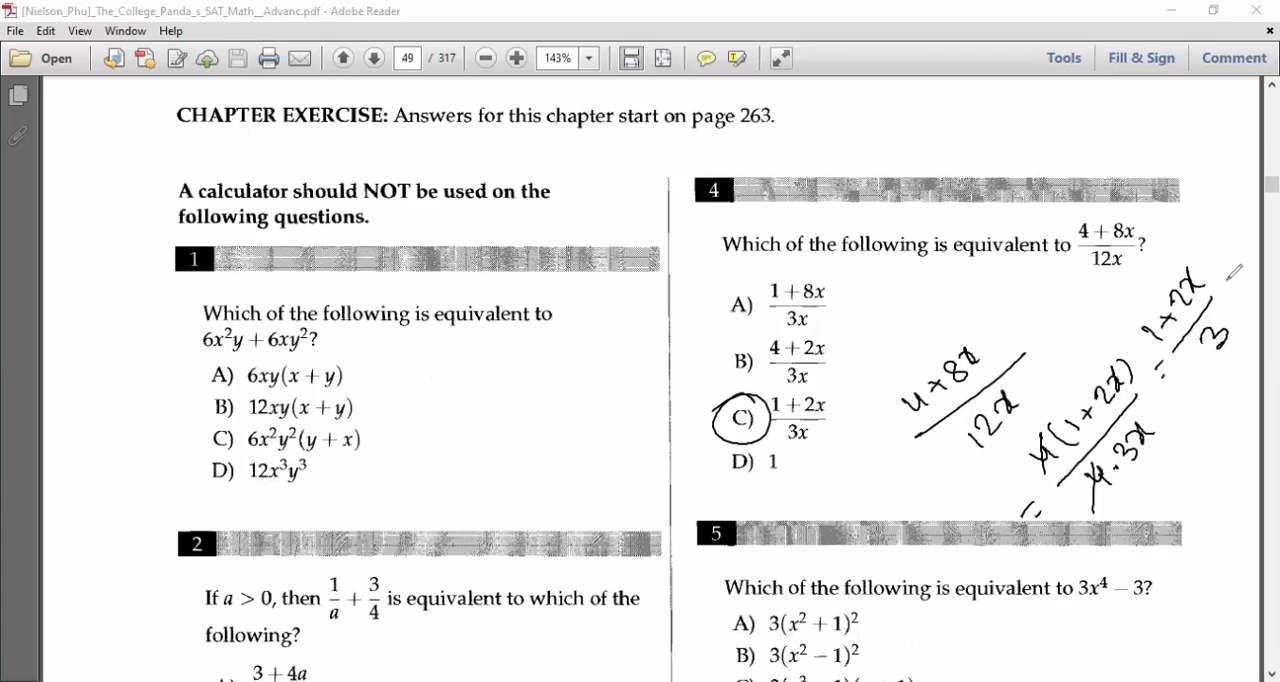 [Nielson_Phu]_The_College_Panda_s_SAT_Math__Advanc.pdf - Adobe Reader
File Edit View Window Help
Open 49 / 317 143% Tools Fill & Sign Comment
CHAPTER EXERCISE: Answers for this chapter start on page 263.
A calculator should NOT be used on the
following questions.
1
Which of the following is equivalent to
6x²y + 6xy²?
A) 6xy(x + y)
B) 12xy(x + y)
C) 6x²y²(y + x)
D) 12x³y³
2
If a > 0, then 1/a + 3/4 is equivalent to which of the
following?
3 + 4a
4
Which of the following is equivalent to (4 + 8x)/12x?
A) (1 + 8x)/3x
B) (4 + 2x)/3x
C) (1 + 2x)/3x
D) 1
(4+8x)/12x
= 4(1+2x)/4.3x
= (1+2x)/3
5
Which of the following is equivalent to 3x⁴ − 3?
A) 3(x² + 1)²
B) 3(x² − 1)²